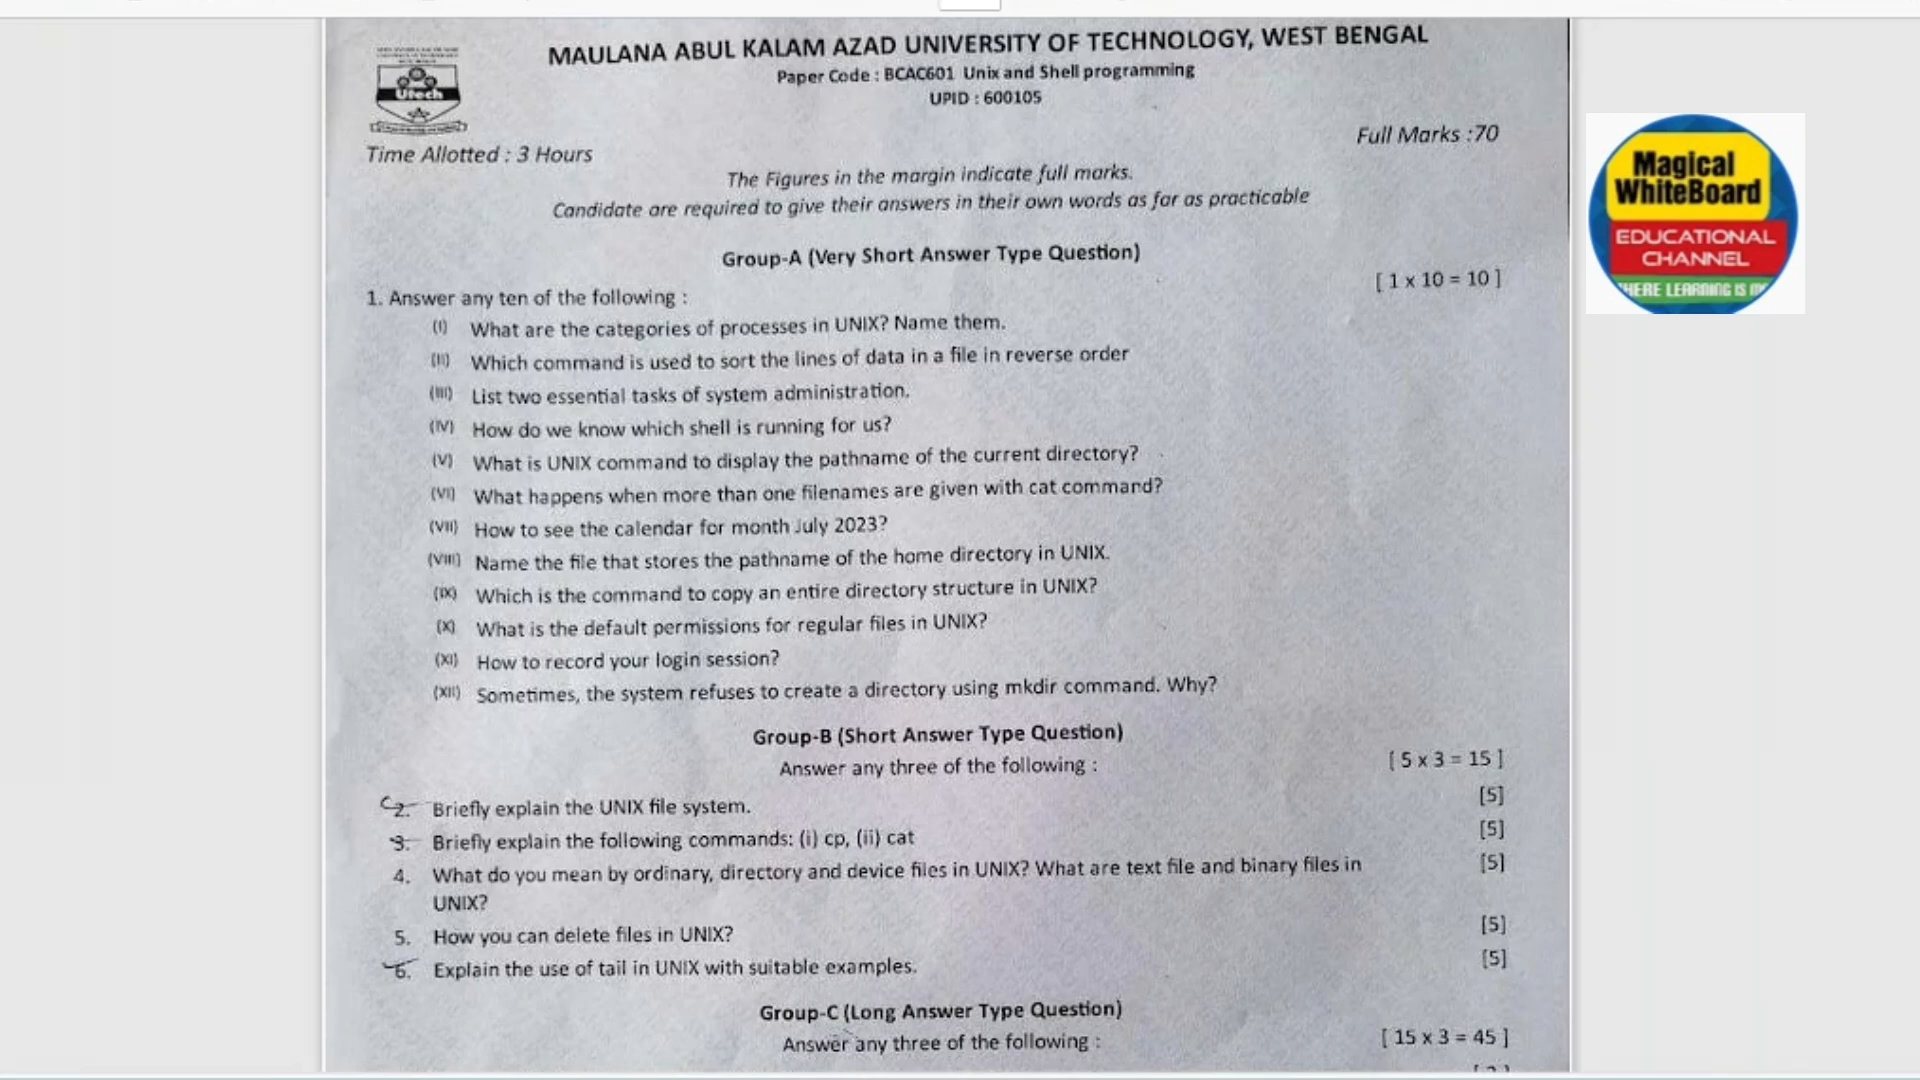 MAULANA ABUL KALAM AZAD UNIVERSITY OF TECHNOLOGY, WEST BENGAL
Paper Code : BCAC601 Unix and Shell programming
UPID : 600105
Utech
Time Allotted : 3 Hours
Full Marks :70
The Figures in the margin indicate full marks.
Candidate are required to give their answers in their own words as far as practicable
Magical
WhiteBoard
EDUCATIONAL
CHANNEL
HERE LEARNING IS
Group-A (Very Short Answer Type Question)
1. Answer any ten of the following : [ 1 x 10 = 10 ]
(I) What are the categories of processes in UNIX? Name them.
(II) Which command is used to sort the lines of data in a file in reverse order
(III) List two essential tasks of system administration.
(IV) How do we know which shell is running for us?
(V) What is UNIX command to display the pathname of the current directory?
(VI) What happens when more than one filenames are given with cat command?
(VII) How to see the calendar for month July 2023?
(VIII) Name the file that stores the pathname of the home directory in UNIX.
(IX) Which is the command to copy an entire directory structure in UNIX?
(X) What is the default permissions for regular files in UNIX?
(XI) How to record your login session?
(XII) Sometimes, the system refuses to create a directory using mkdir command. Why?
Group-B (Short Answer Type Question)
Answer any three of the following : [ 5 x 3 = 15 ]
2. Briefly explain the UNIX file system. [5]
3. Briefly explain the following commands: (i) cp, (ii) cat [5]
4. What do you mean by ordinary, directory and device files in UNIX? What are text file and binary files in [5]
UNIX?
5. How you can delete files in UNIX? [5]
6. Explain the use of tail in UNIX with suitable examples. [5]
Group-C (Long Answer Type Question)
Answer any three of the following : [ 15 x 3 = 45 ]